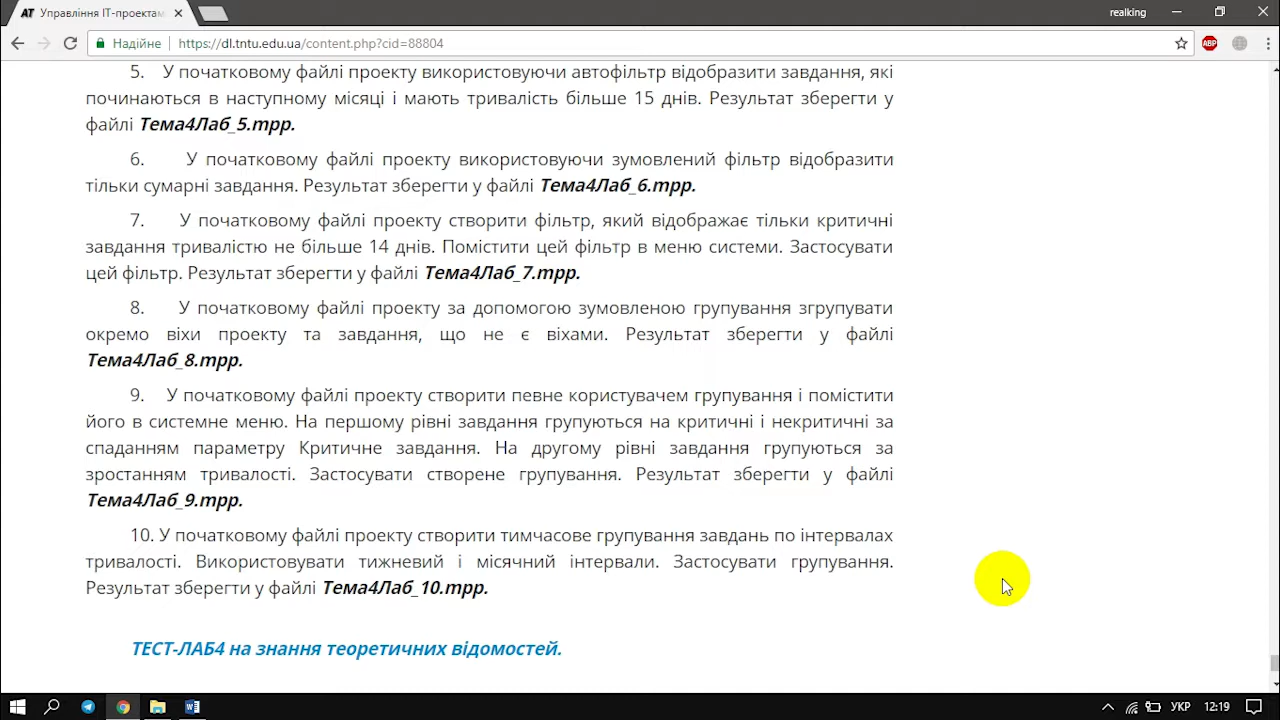 Управління ІТ-проектам
realking
Надійне
https://dl.tntu.edu.ua/content.php?cid=88804
ABP
5. У початковому файлі проекту використовуючи автофільтр відобразити завдання, які
починаються в наступному місяці і мають тривалість більше 15 днів. Результат зберегти у
файлі Тема4Лаб_5.mpp.
6. У початковому файлі проекту використовуючи зумовлений фільтр відобразити
тільки сумарні завдання. Результат зберегти у файлі Тема4Лаб_6.mpp.
7. У початковому файлі проекту створити фільтр, який відображає тільки критичні
завдання тривалістю не більше 14 днів. Помістити цей фільтр в меню системи. Застосувати
цей фільтр. Результат зберегти у файлі Тема4Лаб_7.mpp.
8. У початковому файлі проекту за допомогою зумовленою групування згрупувати
окремо віхи проекту та завдання, що не є віхами. Результат зберегти у файлі
Тема4Лаб_8.mpp.
9. У початковому файлі проекту створити певне користувачем групування і помістити
його в системне меню. На першому рівні завдання групуються на критичні і некритичні за
спаданням параметру Критичне завдання. На другому рівні завдання групуються за
зростанням тривалості. Застосувати створене групування. Результат зберегти у файлі
Тема4Лаб_9.mpp.
10. У початковому файлі проекту створити тимчасове групування завдань по інтервалах
тривалості. Використовувати тижневий і місячний інтервали. Застосувати групування.
Результат зберегти у файлі Тема4Лаб_10.mpp.
ТЕСТ-ЛАБ4 на знання теоретичних відомостей.
УКР
12:19